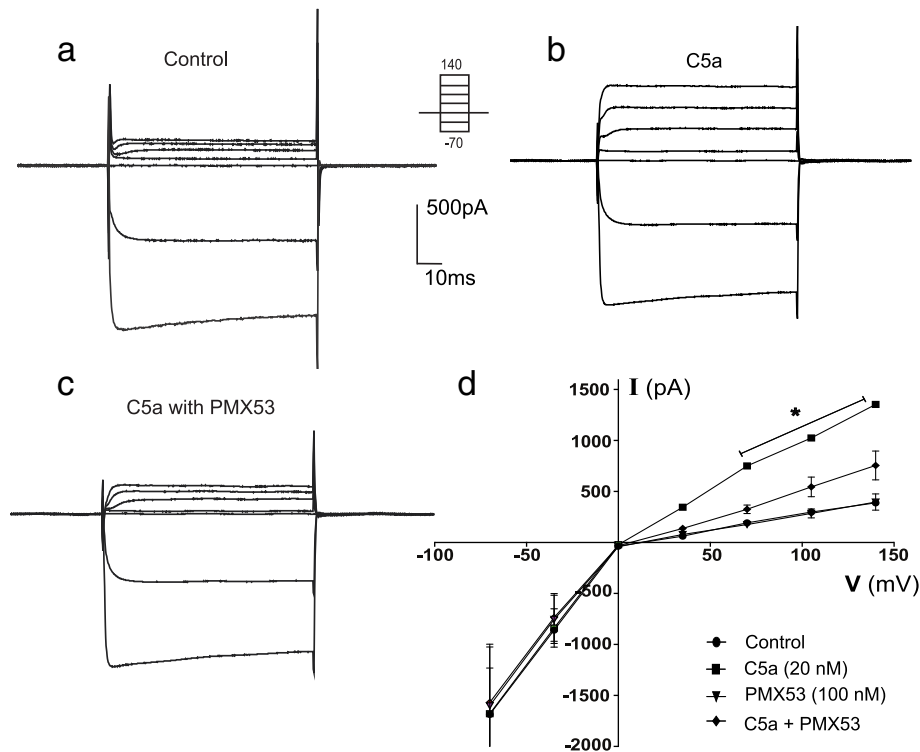 a
Control
140
-70
b
C5a
500pA
10ms
c
C5a with PMX53
d
I (pA)
1500
1000
500
*
-100
-50
0
50
100
150
V (mV)
-500
-1000
-1500
-2000
Control
C5a (20 nM)
PMX53 (100 nM)
C5a + PMX53